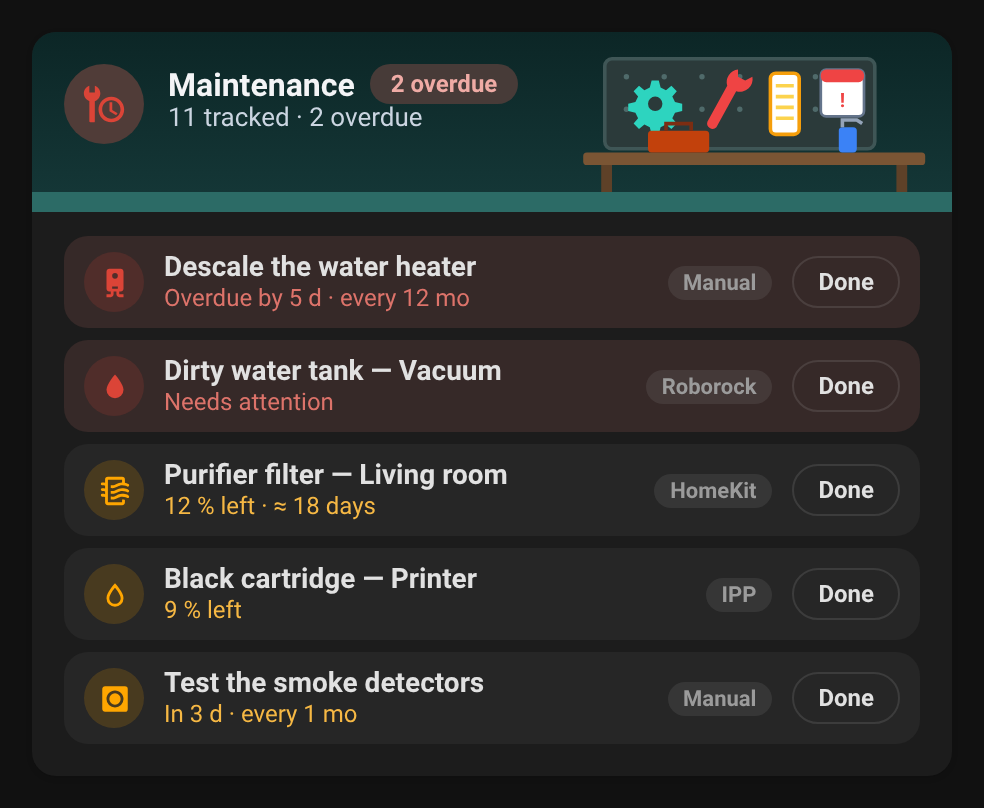 Maintenance
2 overdue
11 tracked · 2 overdue
!
Descale the water heater
Overdue by 5 d · every 12 mo
Manual
Done
Dirty water tank — Vacuum
Needs attention
Roborock
Done
Purifier filter — Living room
12 % left · ≈ 18 days
HomeKit
Done
Black cartridge — Printer
9 % left
IPP
Done
Test the smoke detectors
In 3 d · every 1 mo
Manual
Done